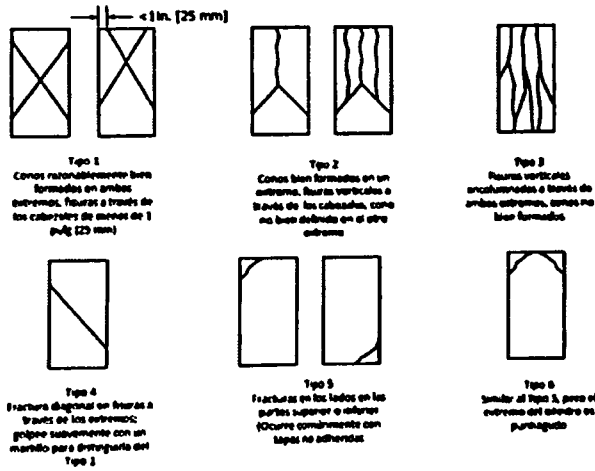 < 1 in. [25 mm]
Tipo 1
Conos razonablemente bien
formados en ambos
extremos, fisuras a través de
los cabezales de menos de 1
pulg [25 mm]
Tipo 2
Conos bien formados en un
extremo, fisuras verticales a
través de los cabezales, cono
no bien definido en el otro
extremo
Tipo 3
Fisuras verticales
encolumnadas a través de
ambos extremos, conos no
bien formados
Tipo 4
Fractura diagonal sin fisuras a
través de los extremos;
golpee suavemente con un
martillo para distinguirla del
Tipo 1
Tipo 5
Fracturas en los lados en las
partes superior o inferior
(Ocurre comúnmente con
tapas no adheridas
Tipo 6
Similar al Tipo 5, pero el
extremo del cilindro es
puntiagudo